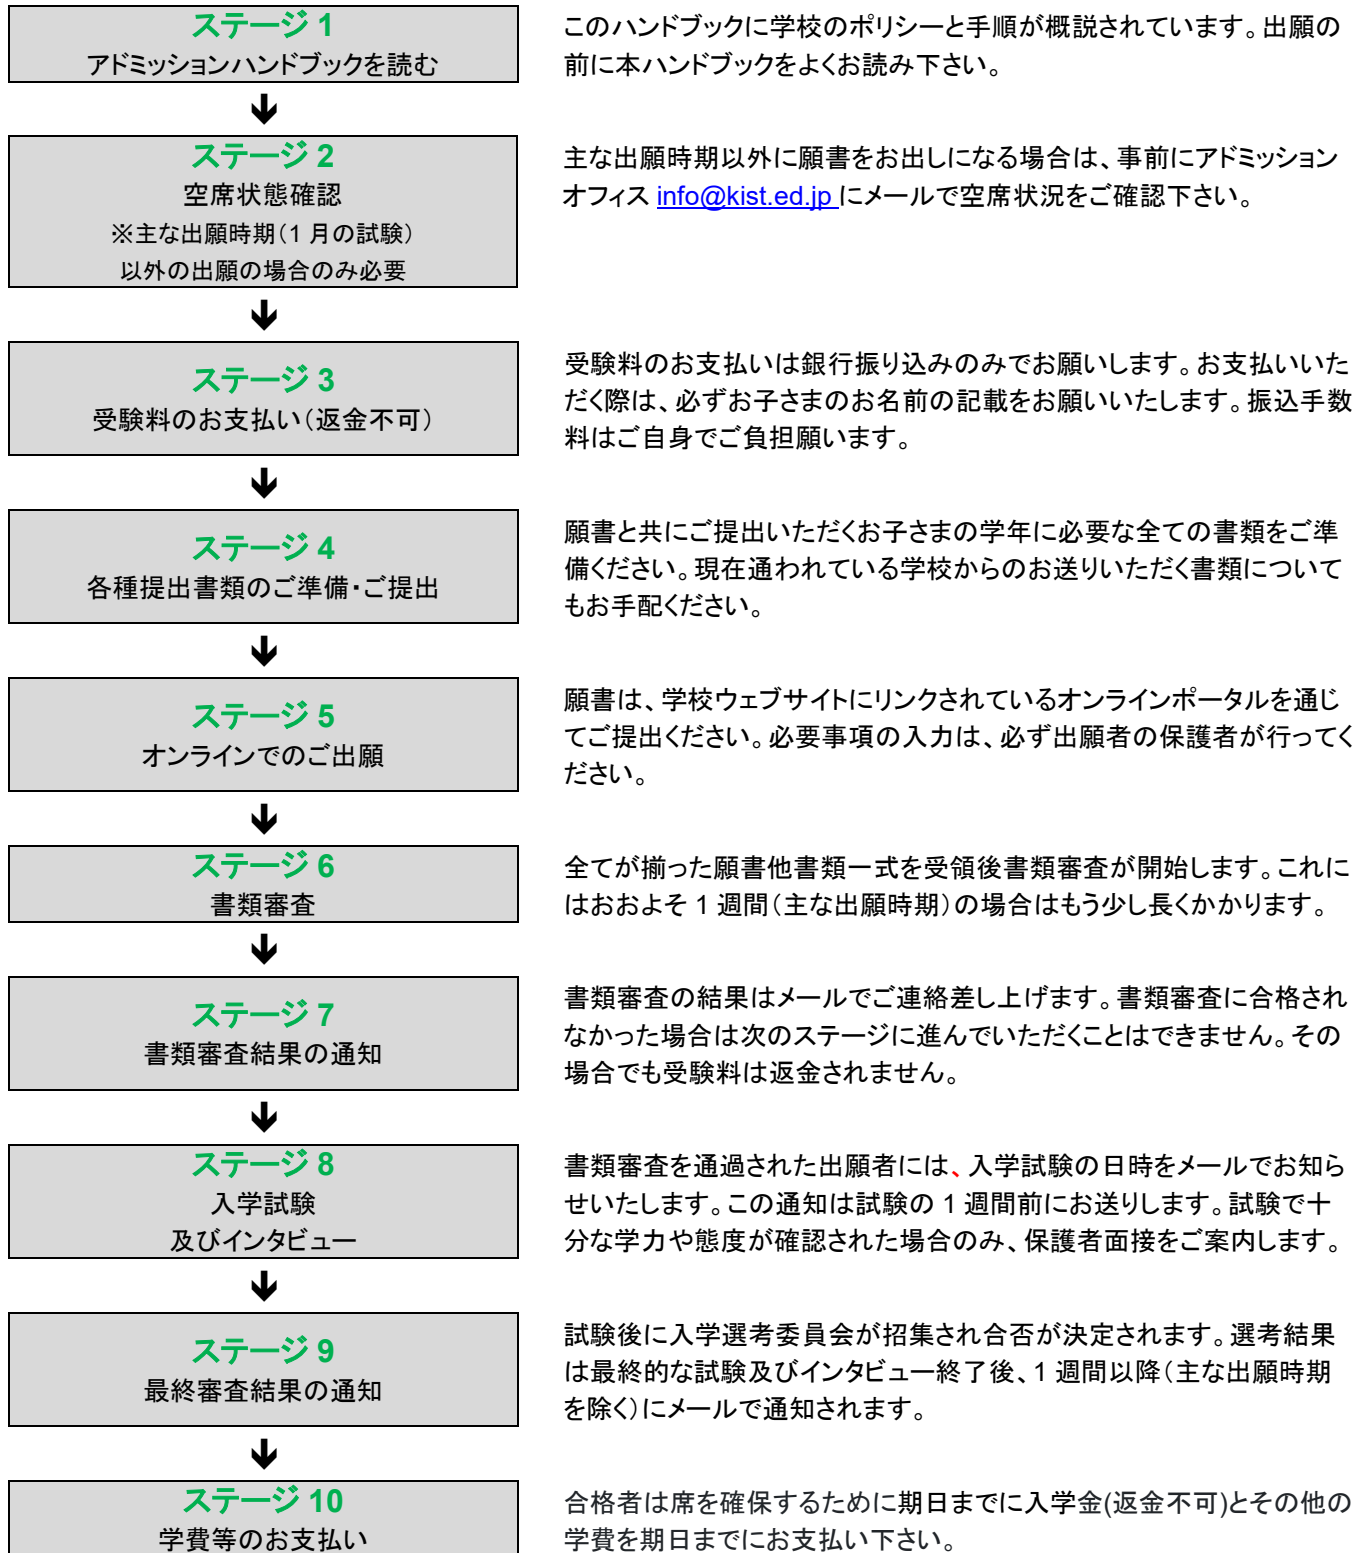 ステージ 1
アドミッションハンドブックを読む
このハンドブックに学校のポリシーと手順が概説されています。出願の
前に本ハンドブックをよくお読み下さい。
ステージ 2
空席状態確認
※主な出願時期（1 月の試験）
以外の出願の場合のみ必要
主な出願時期以外に願書をお出しになる場合は、事前にアドミッション
オフィス info@kist.ed.jp にメールで空席状況をご確認下さい。
ステージ 3
受験料のお支払い（返金不可）
受験料のお支払いは銀行振り込みのみでお願いします。お支払いいた
だく際は、必ずお子さまのお名前の記載をお願いいたします。振込手数
料はご自身でご負担願います。
ステージ 4
各種提出書類のご準備・ご提出
願書と共にご提出いただくお子さまの学年に必要な全ての書類をご準
備ください。現在通われている学校からのお送りいただく書類について
もお手配ください。
ステージ 5
オンラインでのご出願
願書は、学校ウェブサイトにリンクされているオンラインポータルを通じ
てご提出ください。必要事項の入力は、必ず出願者の保護者が行ってく
ださい。
ステージ 6
書類審査
全てが揃った願書他書類一式を受領後書類審査が開始します。これに
はおおよそ 1 週間（主な出願時期）の場合はもう少し長くかかります。
ステージ 7
書類審査結果の通知
書類審査の結果はメールでご連絡差し上げます。書類審査に合格され
なかった場合は次のステージに進んでいただくことはできません。その
場合でも受験料は返金されません。
ステージ 8
入学試験
及びインタビュー
書類審査を通過された出願者には、入学試験の日時をメールでお知ら
せいたします。この通知は試験の 1 週間前にお送りします。試験で十
分な学力や態度が確認された場合のみ、保護者面接をご案内します。
ステージ 9
最終審査結果の通知
試験後に入学選考委員会が招集され合否が決定されます。選考結果
は最終的な試験及びインタビュー終了後、1 週間以降（主な出願時期
を除く）にメールで通知されます。
ステージ 10
学費等のお支払い
合格者は席を確保するために期日までに入学金(返金不可)とその他の
学費を期日までにお支払い下さい。